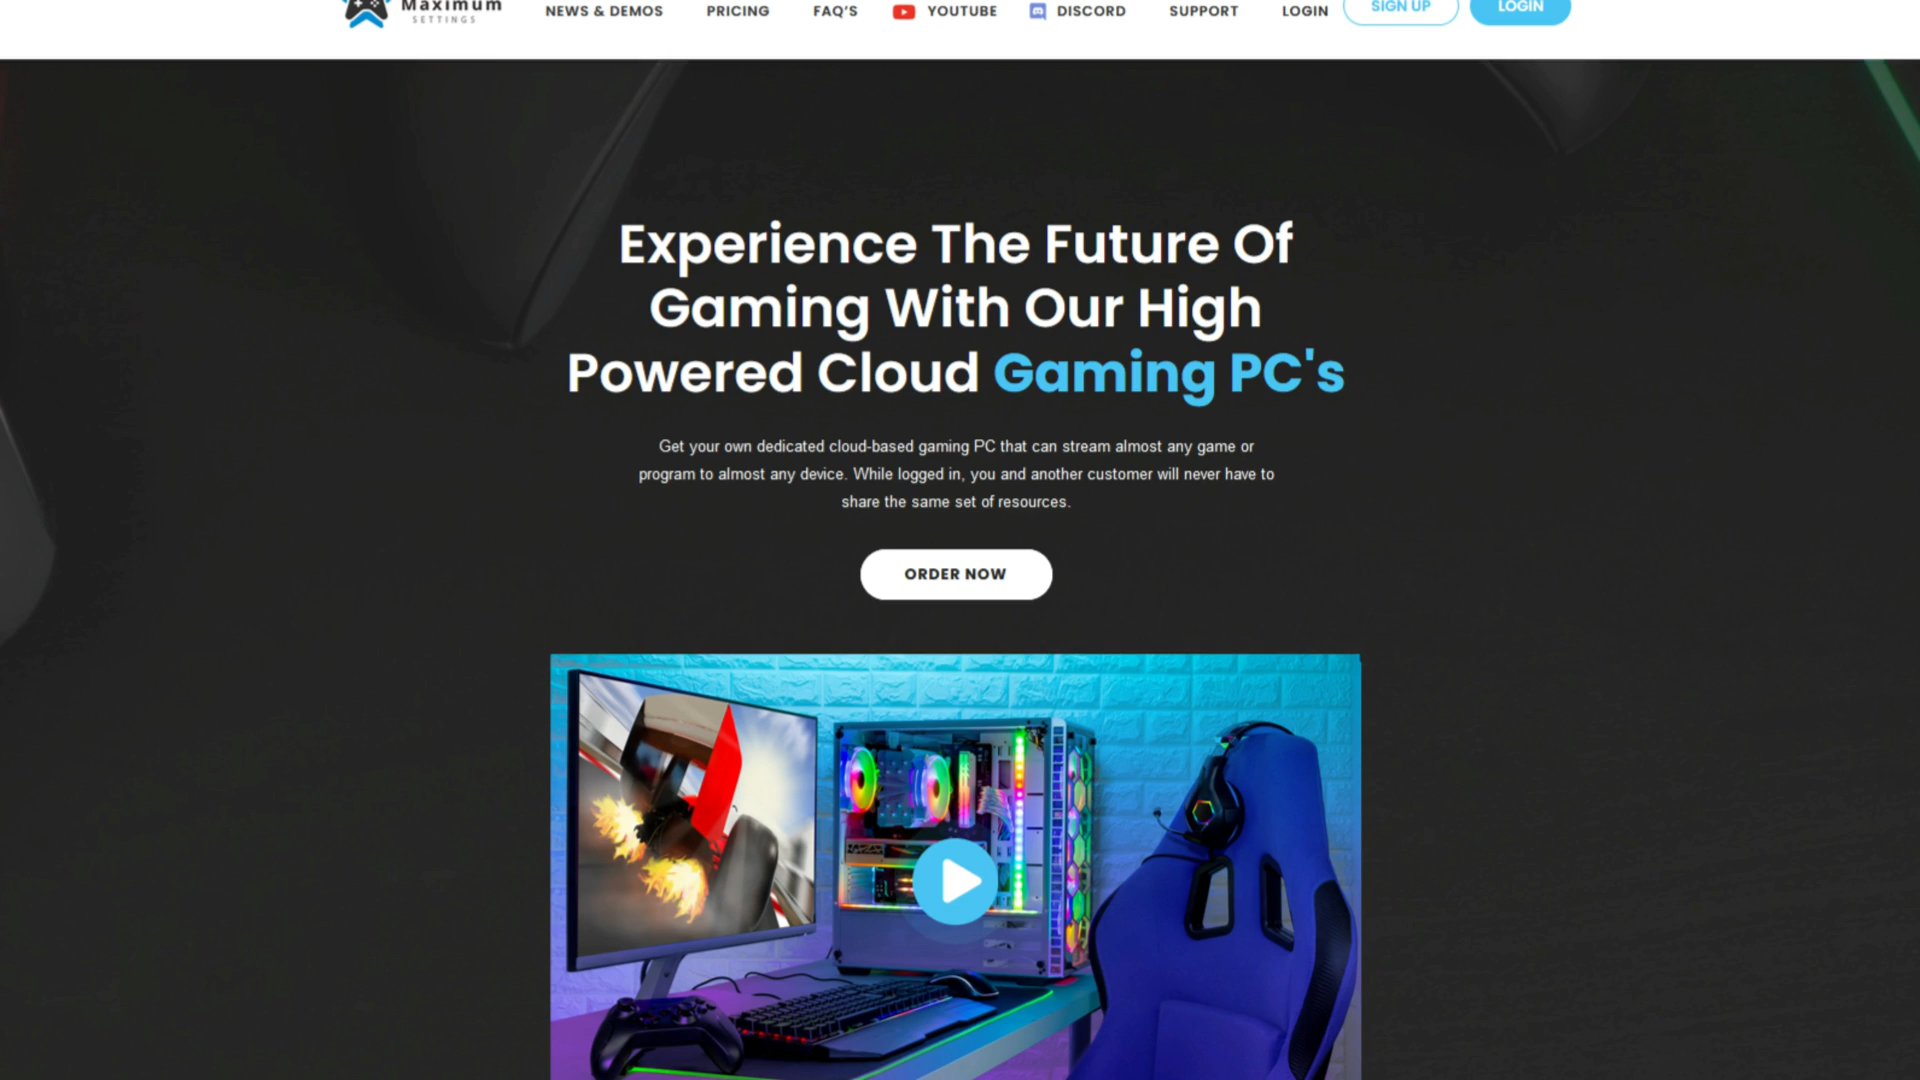 Maximum
SETTINGS
NEWS & DEMOS
PRICING
FAQ'S
YOUTUBE
DISCORD
SUPPORT
LOGIN
SIGN UP
LOGIN
Experience The Future Of
Gaming With Our High
Powered Cloud Gaming PC's
Get your own dedicated cloud-based gaming PC that can stream almost any game or
program to almost any device. While logged in, you and another customer will never have to
share the same set of resources.
ORDER NOW